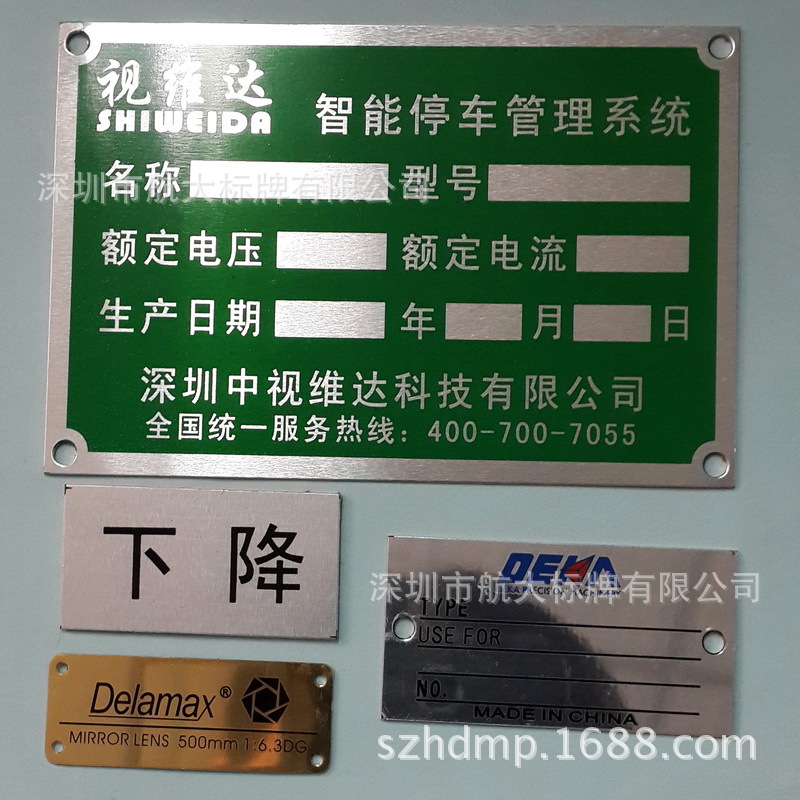 视维达
SHIWEIDA
智能停车管理系统
名称 型号
深圳市航大标牌有限公司
额定电压 额定电流
生产日期 年 月 日
深圳中视维达科技有限公司
全国统一服务热线：400-700-7055
下降
DEKA
DEKA PRECISION MACHINERY
深圳市航大标牌有限公司
TYPE
USE FOR
NO.
MADE IN CHINA
Delamax®
MIRROR LENS 500mm 1:6,3DG
szhdmp.1688.com